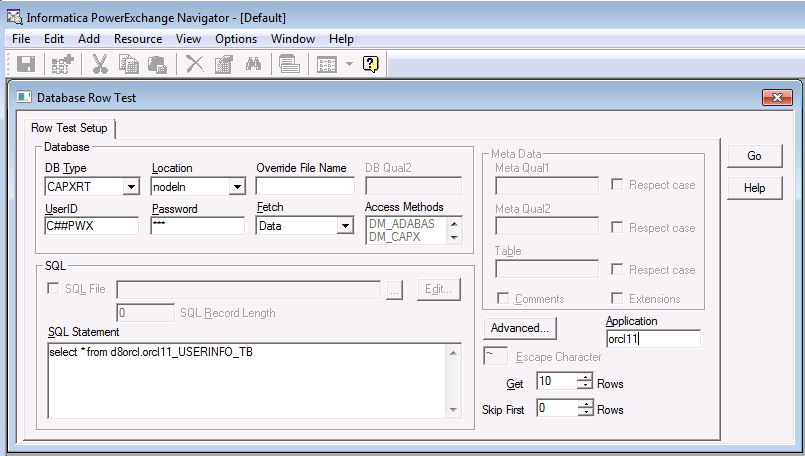 Informatica PowerExchange Navigator - [Default]
File Edit Add Resource View Options Window Help
Database Row Test
Row Test Setup
Database
DB Type Location Override File Name DB Qual2
CAPXRT nodeln
UserID Password Fetch Access Methods
C##PWX *** Data DM_ADABAS
DM_CAPX
Meta Data
Meta Qual1
Respect case
Meta Qual2
Respect case
Table
Respect case
Comments Extensions
Go
Help
SQL
SQL File ... Edit...
0 SQL Record Length
SQL Statement
select * from d8orcl.orcl11_USERINFO_TB
Advanced... Application
orcl11
~ Escape Character
Get 10 Rows
Skip First 0 Rows